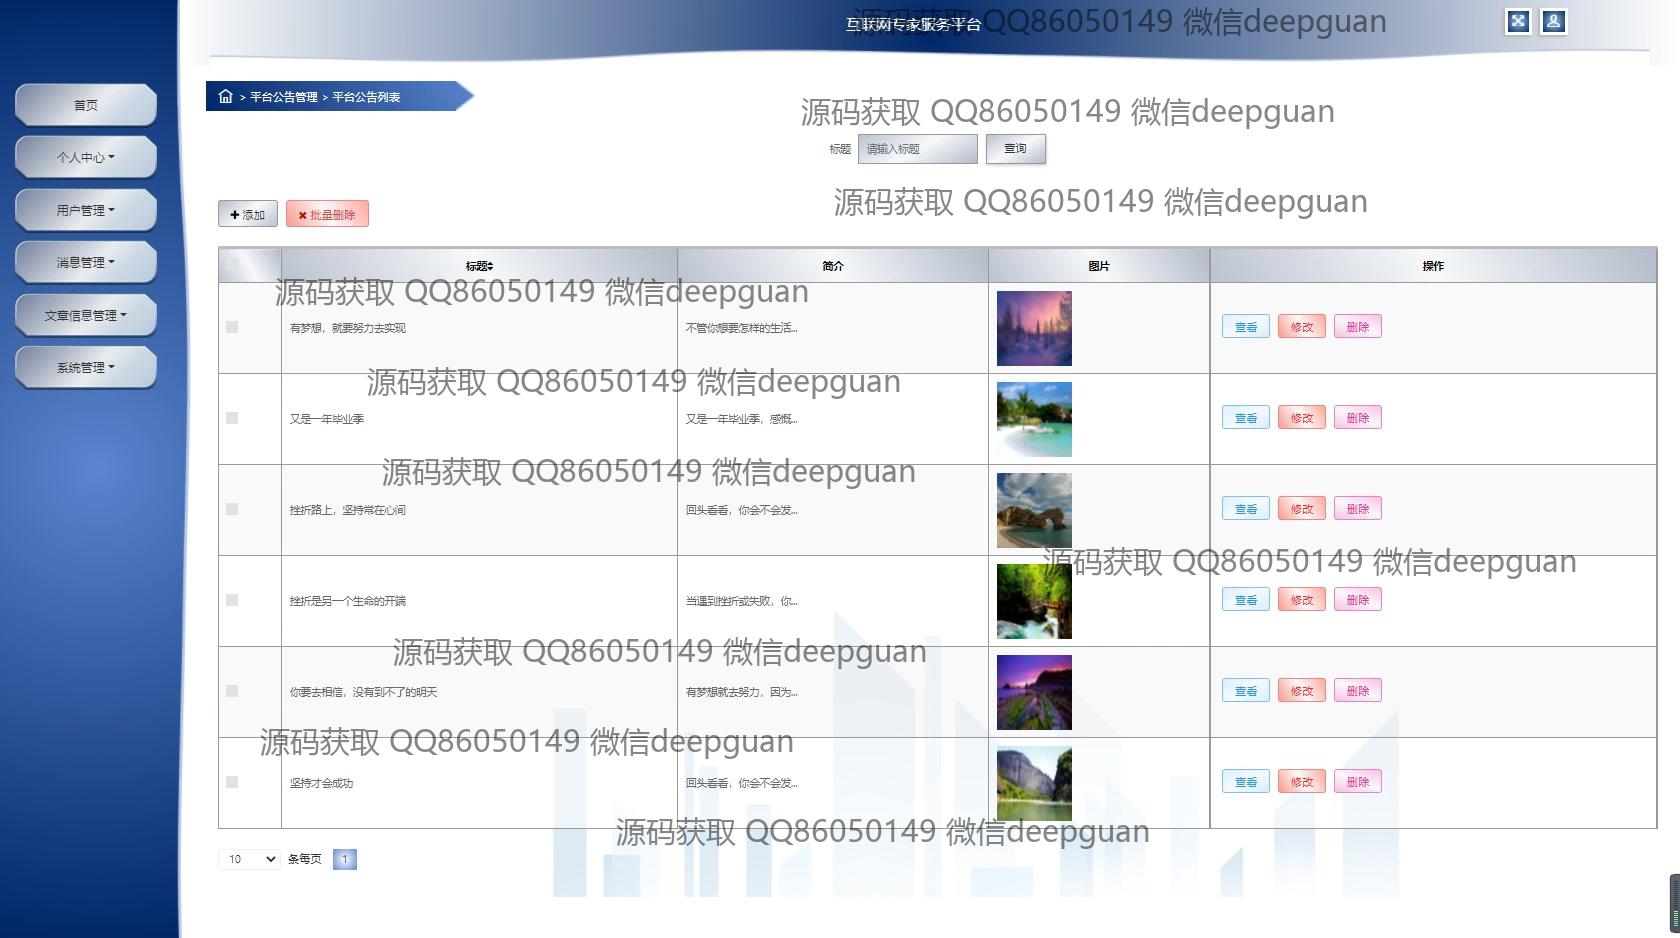 互联网专家服务平台
源码获取 QQ86050149 微信deepguan
首页
> 平台公告管理 > 平台公告列表
源码获取 QQ86050149 微信deepguan
个人中心
标题 请输入标题 查询
用户管理
源码获取 QQ86050149 微信deepguan
添加 批量删除
消息管理
标题 简介 图片 操作
源码获取 QQ86050149 微信deepguan
文章信息管理
有梦想，就要努力去实现 不管你想要怎样的生活... 查看 修改 删除
系统管理
源码获取 QQ86050149 微信deepguan
又是一年毕业季 又是一年毕业季，感慨... 查看 修改 删除
源码获取 QQ86050149 微信deepguan
挫折路上，坚持常在心间 回头看看，你会不会发... 查看 修改 删除
源码获取 QQ86050149 微信deepguan
挫折是另一个生命的开端 当遇到挫折或失败，你... 查看 修改 删除
源码获取 QQ86050149 微信deepguan
你要去相信，没有到不了的明天 有梦想就去努力，因为... 查看 修改 删除
源码获取 QQ86050149 微信deepguan
坚持才会成功 回头看看，你会不会发... 查看 修改 删除
源码获取 QQ86050149 微信deepguan
10 条每页 1